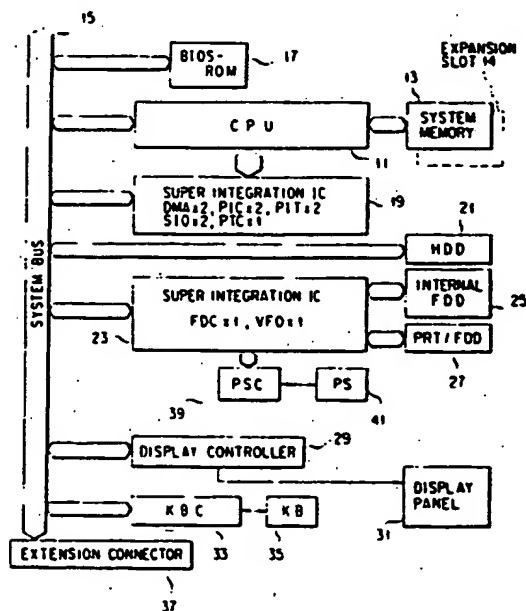 15
BIOS-
ROM
17
EXPANSION
SLOT 14
13
SYSTEM
MEMORY
CPU
11
SUPER INTEGRATION IC
DMA×2, PIC×2, PIT×2
SIO×2, PTC×1
19
21
HDD
SYSTEM BUS
SUPER INTEGRATION IC
FDC×1, VFO×1
23
INTERNAL
FDD
25
PRT/FDD
27
PSC
39
PS
41
29
DISPLAY CONTROLLER
DISPLAY
PANEL
31
KBC
33
KB
35
EXTENSION CONNECTOR
37